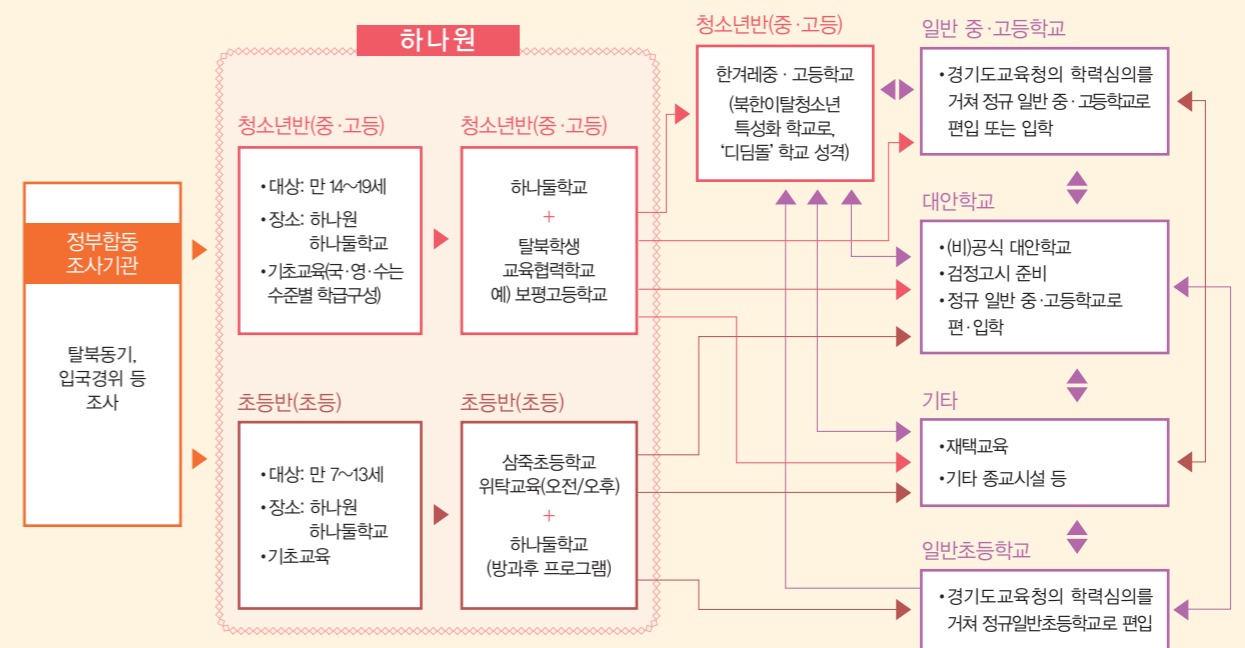 하나원
정부합동
조사기관
탈북동기,
입국경위 등
조사
청소년반(중·고등)
•대상: 만 14~19세
•장소: 하나원
하나둘학교
•기초교육(국·영·수는
수준별 학급구성)
청소년반(중·고등)
하나둘학교
+
탈북학생
교육협력학교
예) 보평고등학교
초등반(초등)
•대상: 만 7~13세
•장소: 하나원
하나둘학교
•기초교육
초등반(초등)
삼죽초등학교
위탁교육(오전/오후)
+
하나둘학교
(방과후 프로그램)
청소년반(중·고등)
한겨레중·고등학교
(북한이탈청소년
특성화 학교로,
‘디딤돌’ 학교 성격)
일반 중·고등학교
•경기도교육청의 학력심의를
거쳐 정규 일반 중·고등학교로
편입 또는 입학
대안학교
•(비)공식 대안학교
•검정고시 준비
•정규 일반 중·고등학교로
편·입학
기타
•재택교육
•기타 종교시설 등
일반초등학교
•경기도교육청의 학력심의를
거쳐 정규일반초등학교로 편입